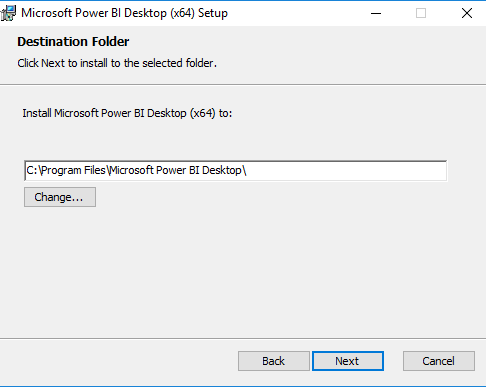 Microsoft Power BI Desktop (x64) Setup
Destination Folder
Click Next to install to the selected folder.
Install Microsoft Power BI Desktop (x64) to:
C:\Program Files\Microsoft Power BI Desktop\
Change...
Back Next Cancel